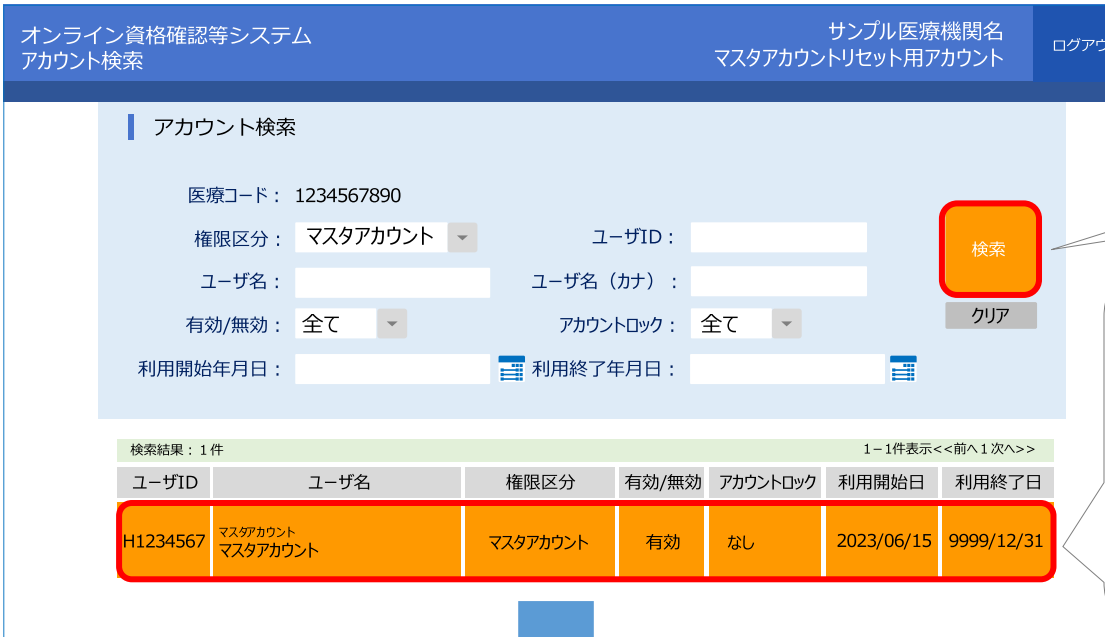 オンライン資格確認等システム
アカウント検索
サンプル医療機関名
マスタアカウントリセット用アカウント
ログアウ
アカウント検索
医療コード： 1234567890
権限区分： マスタアカウント ユーザID：
検索
ユーザ名： ユーザ名（カナ）：
有効/無効： 全て アカウントロック： 全て
クリア
利用開始年月日： 利用終了年月日：
検索結果：1件 1－1件表示<<前へ1次へ>>
ユーザID ユーザ名 権限区分 有効/無効 アカウントロック 利用開始日 利用終了日
マスタアカウント
H1234567 マスタアカウント マスタアカウント 有効 なし 2023/06/15 9999/12/31